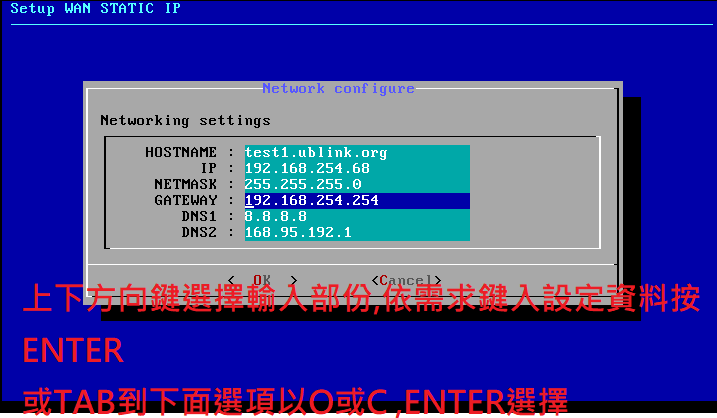 Setup WAN STATIC IP
Network configure
Networking settings
HOSTNAME : test1.ublink.org
IP : 192.168.254.68
NETMASK : 255.255.255.0
GATEWAY : 192.168.254.254
DNS1 : 8.8.8.8
DNS2 : 168.95.192.1
< OK > <Cancel>
上下方向鍵選擇輸入部份,依需求鍵入設定資料按
ENTER
或TAB到下面選項以O或C,ENTER選擇